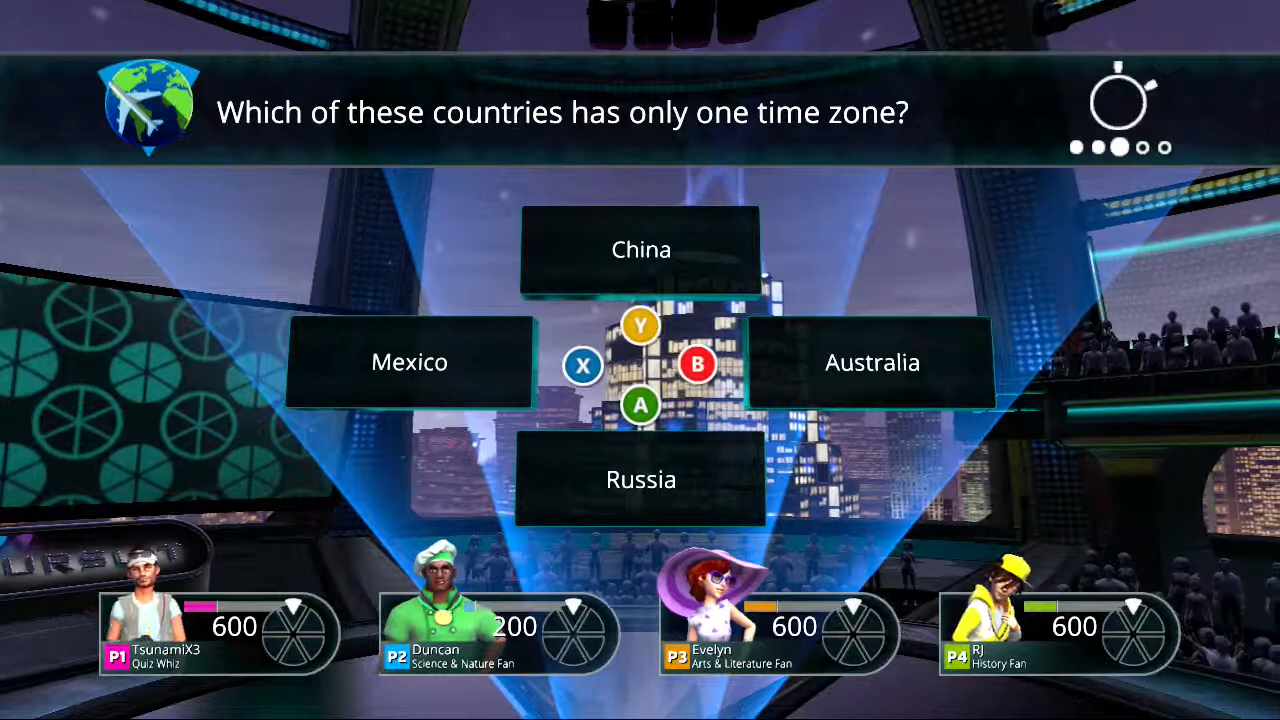 Which of these countries has only one time zone?
China
Y
Mexico
X
B
Australia
A
Russia
URSUIT
600
P1
TsunamiX3
Quiz Whiz
200
P2
Duncan
Science & Nature Fan
600
P3
Evelyn
Arts & Literature Fan
600
P4
RJ
History Fan